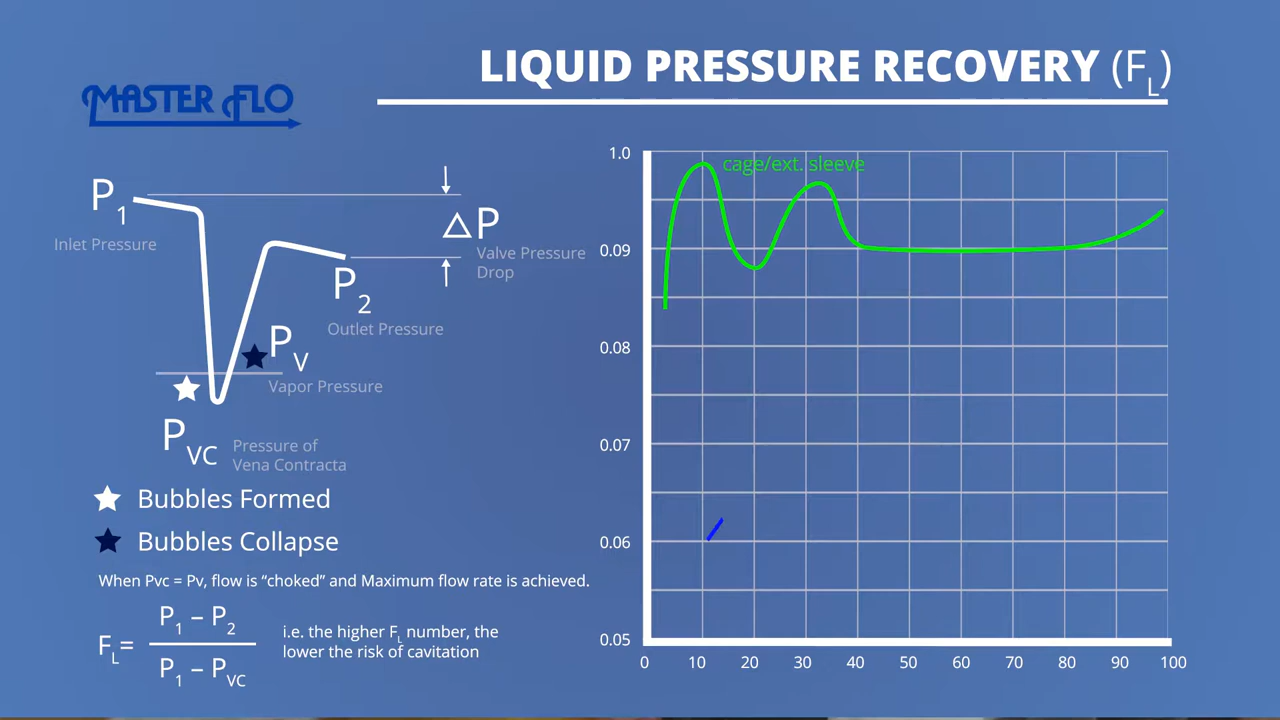 LIQUID PRESSURE RECOVERY (FL)
MASTER FLO
P1
Inlet Pressure
△P
Valve Pressure
Drop
P2
Outlet Pressure
PV
Vapor Pressure
PVC
Pressure of
Vena Contracta
Bubbles Formed
Bubbles Collapse
When Pvc = Pv, flow is “choked” and Maximum flow rate is achieved.
FL=
P1 – P2
P1 – PVC
i.e. the higher FL number, the
lower the risk of cavitation
cage/ext. sleeve
1.0
0.09
0.08
0.07
0.06
0.05
0 10 20 30 40 50 60 70 80 90 100